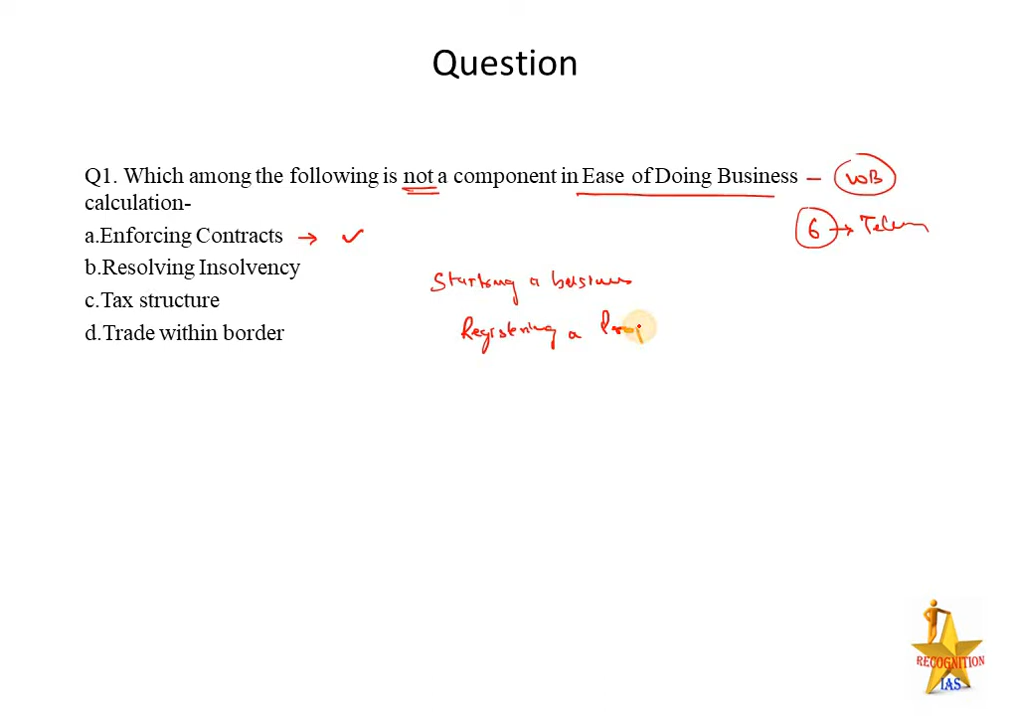 Question
Q1. Which among the following is not a component in Ease of Doing Business – WB
calculation-
6 → Telan
a.Enforcing Contracts → ✓
b.Resolving Insolvency
Starting a business
c.Tax structure
Registering a
d.Trade within border
RECOGNITION
IAS